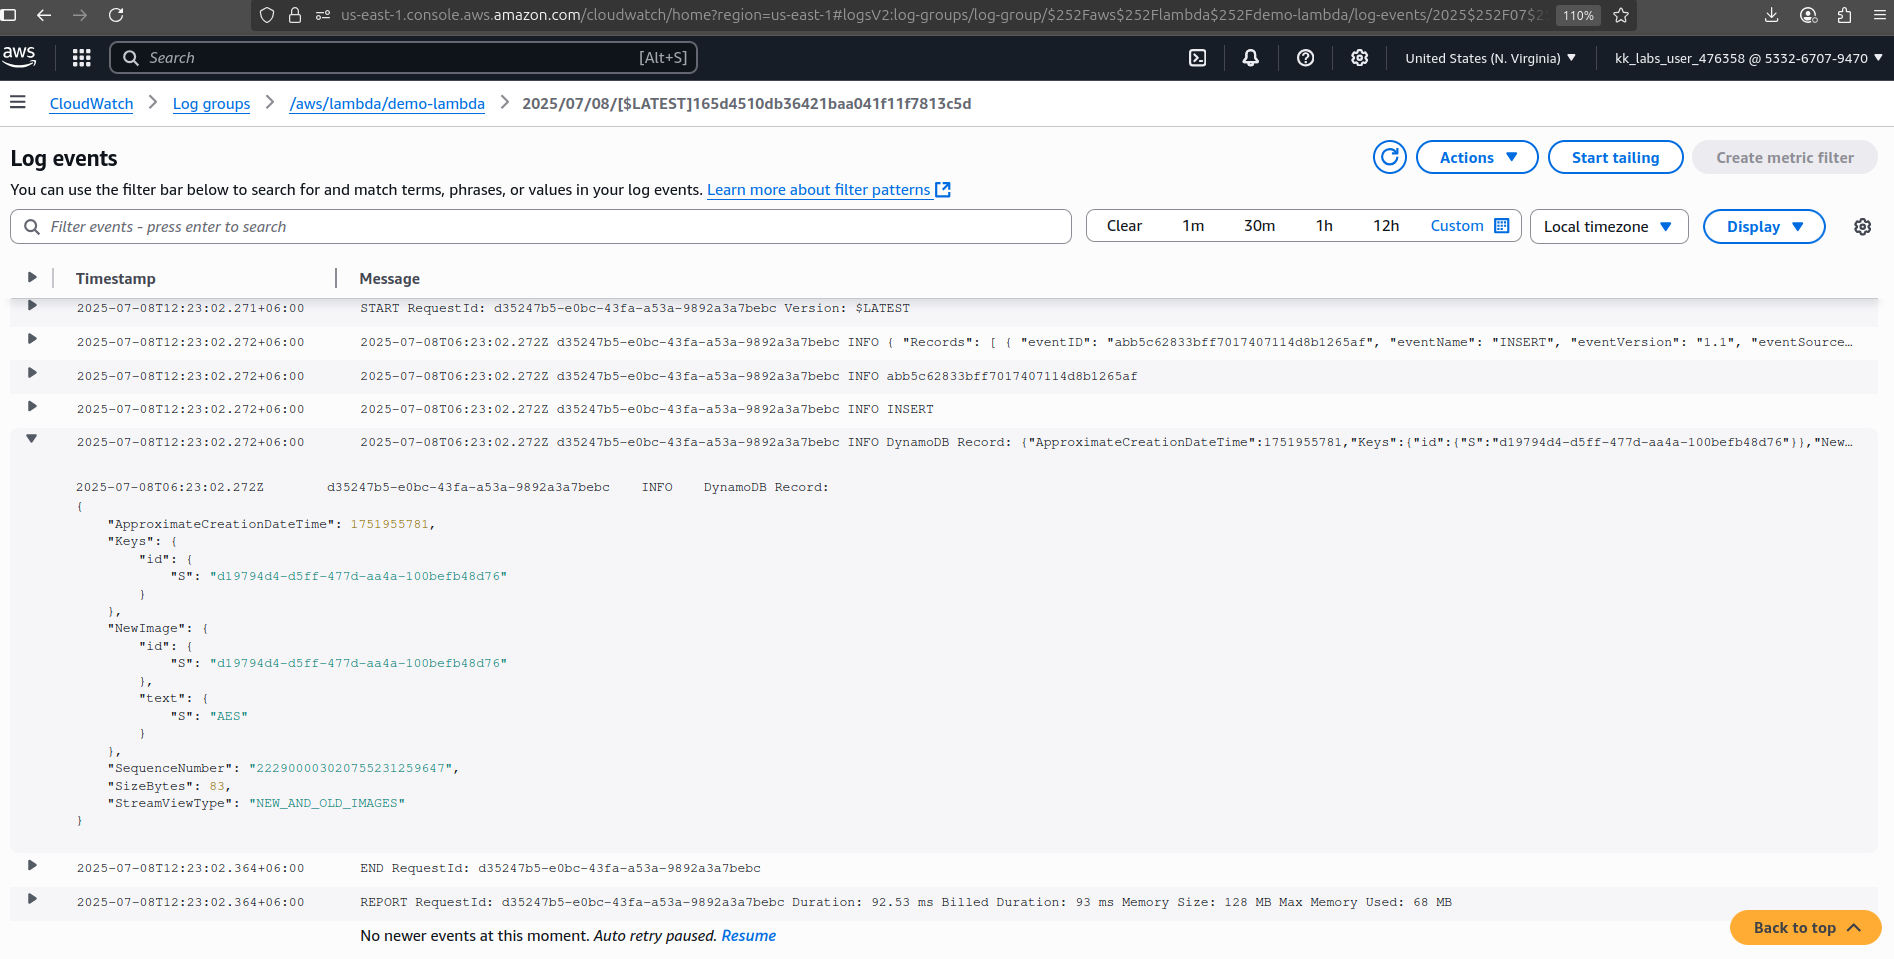 us-east-1.console.aws.amazon.com/cloudwatch/home?region=us-east-1#logsV2:log-groups/log-group/$252Faws$252Flambda$252Fdemo-lambda/log-events/2025$252F07$2 110%
aws Search [Alt+S] United States (N. Virginia) kk_labs_user_476358 @ 5332-6707-9470
CloudWatch Log groups /aws/lambda/demo-lambda 2025/07/08/[$LATEST]165d4510db36421baa041f11f7813c5d
Log events Actions Start tailing Create metric filter
You can use the filter bar below to search for and match terms, phrases, or values in your log events. Learn more about filter patterns
Filter events - press enter to search Clear 1m 30m 1h 12h Custom Local timezone Display
Timestamp Message
2025-07-08T12:23:02.271+06:00 START RequestId: d35247b5-e0bc-43fa-a53a-9892a3a7bebc Version: $LATEST
2025-07-08T12:23:02.272+06:00 2025-07-08T06:23:02.272Z d35247b5-e0bc-43fa-a53a-9892a3a7bebc INFO { "Records": [ { "eventID": "abb5c62833bff7017407114d8b1265af", "eventName": "INSERT", "eventVersion": "1.1", "eventSource…
2025-07-08T12:23:02.272+06:00 2025-07-08T06:23:02.272Z d35247b5-e0bc-43fa-a53a-9892a3a7bebc INFO abb5c62833bff7017407114d8b1265af
2025-07-08T12:23:02.272+06:00 2025-07-08T06:23:02.272Z d35247b5-e0bc-43fa-a53a-9892a3a7bebc INFO INSERT
2025-07-08T12:23:02.272+06:00 2025-07-08T06:23:02.272Z d35247b5-e0bc-43fa-a53a-9892a3a7bebc INFO DynamoDB Record: {"ApproximateCreationDateTime":1751955781,"Keys":{"id":{"S":"d19794d4-d5ff-477d-aa4a-100befb48d76"}},"New…
2025-07-08T06:23:02.272Z d35247b5-e0bc-43fa-a53a-9892a3a7bebc INFO DynamoDB Record:
{
"ApproximateCreationDateTime": 1751955781,
"Keys": {
"id": {
"S": "d19794d4-d5ff-477d-aa4a-100befb48d76"
}
},
"NewImage": {
"id": {
"S": "d19794d4-d5ff-477d-aa4a-100befb48d76"
},
"text": {
"S": "AES"
}
},
"SequenceNumber": "222900003020755231259647",
"SizeBytes": 83,
"StreamViewType": "NEW_AND_OLD_IMAGES"
}
2025-07-08T12:23:02.364+06:00 END RequestId: d35247b5-e0bc-43fa-a53a-9892a3a7bebc
2025-07-08T12:23:02.364+06:00 REPORT RequestId: d35247b5-e0bc-43fa-a53a-9892a3a7bebc Duration: 92.53 ms Billed Duration: 93 ms Memory Size: 128 MB Max Memory Used: 68 MB
No newer events at this moment. Auto retry paused. Resume
Back to top